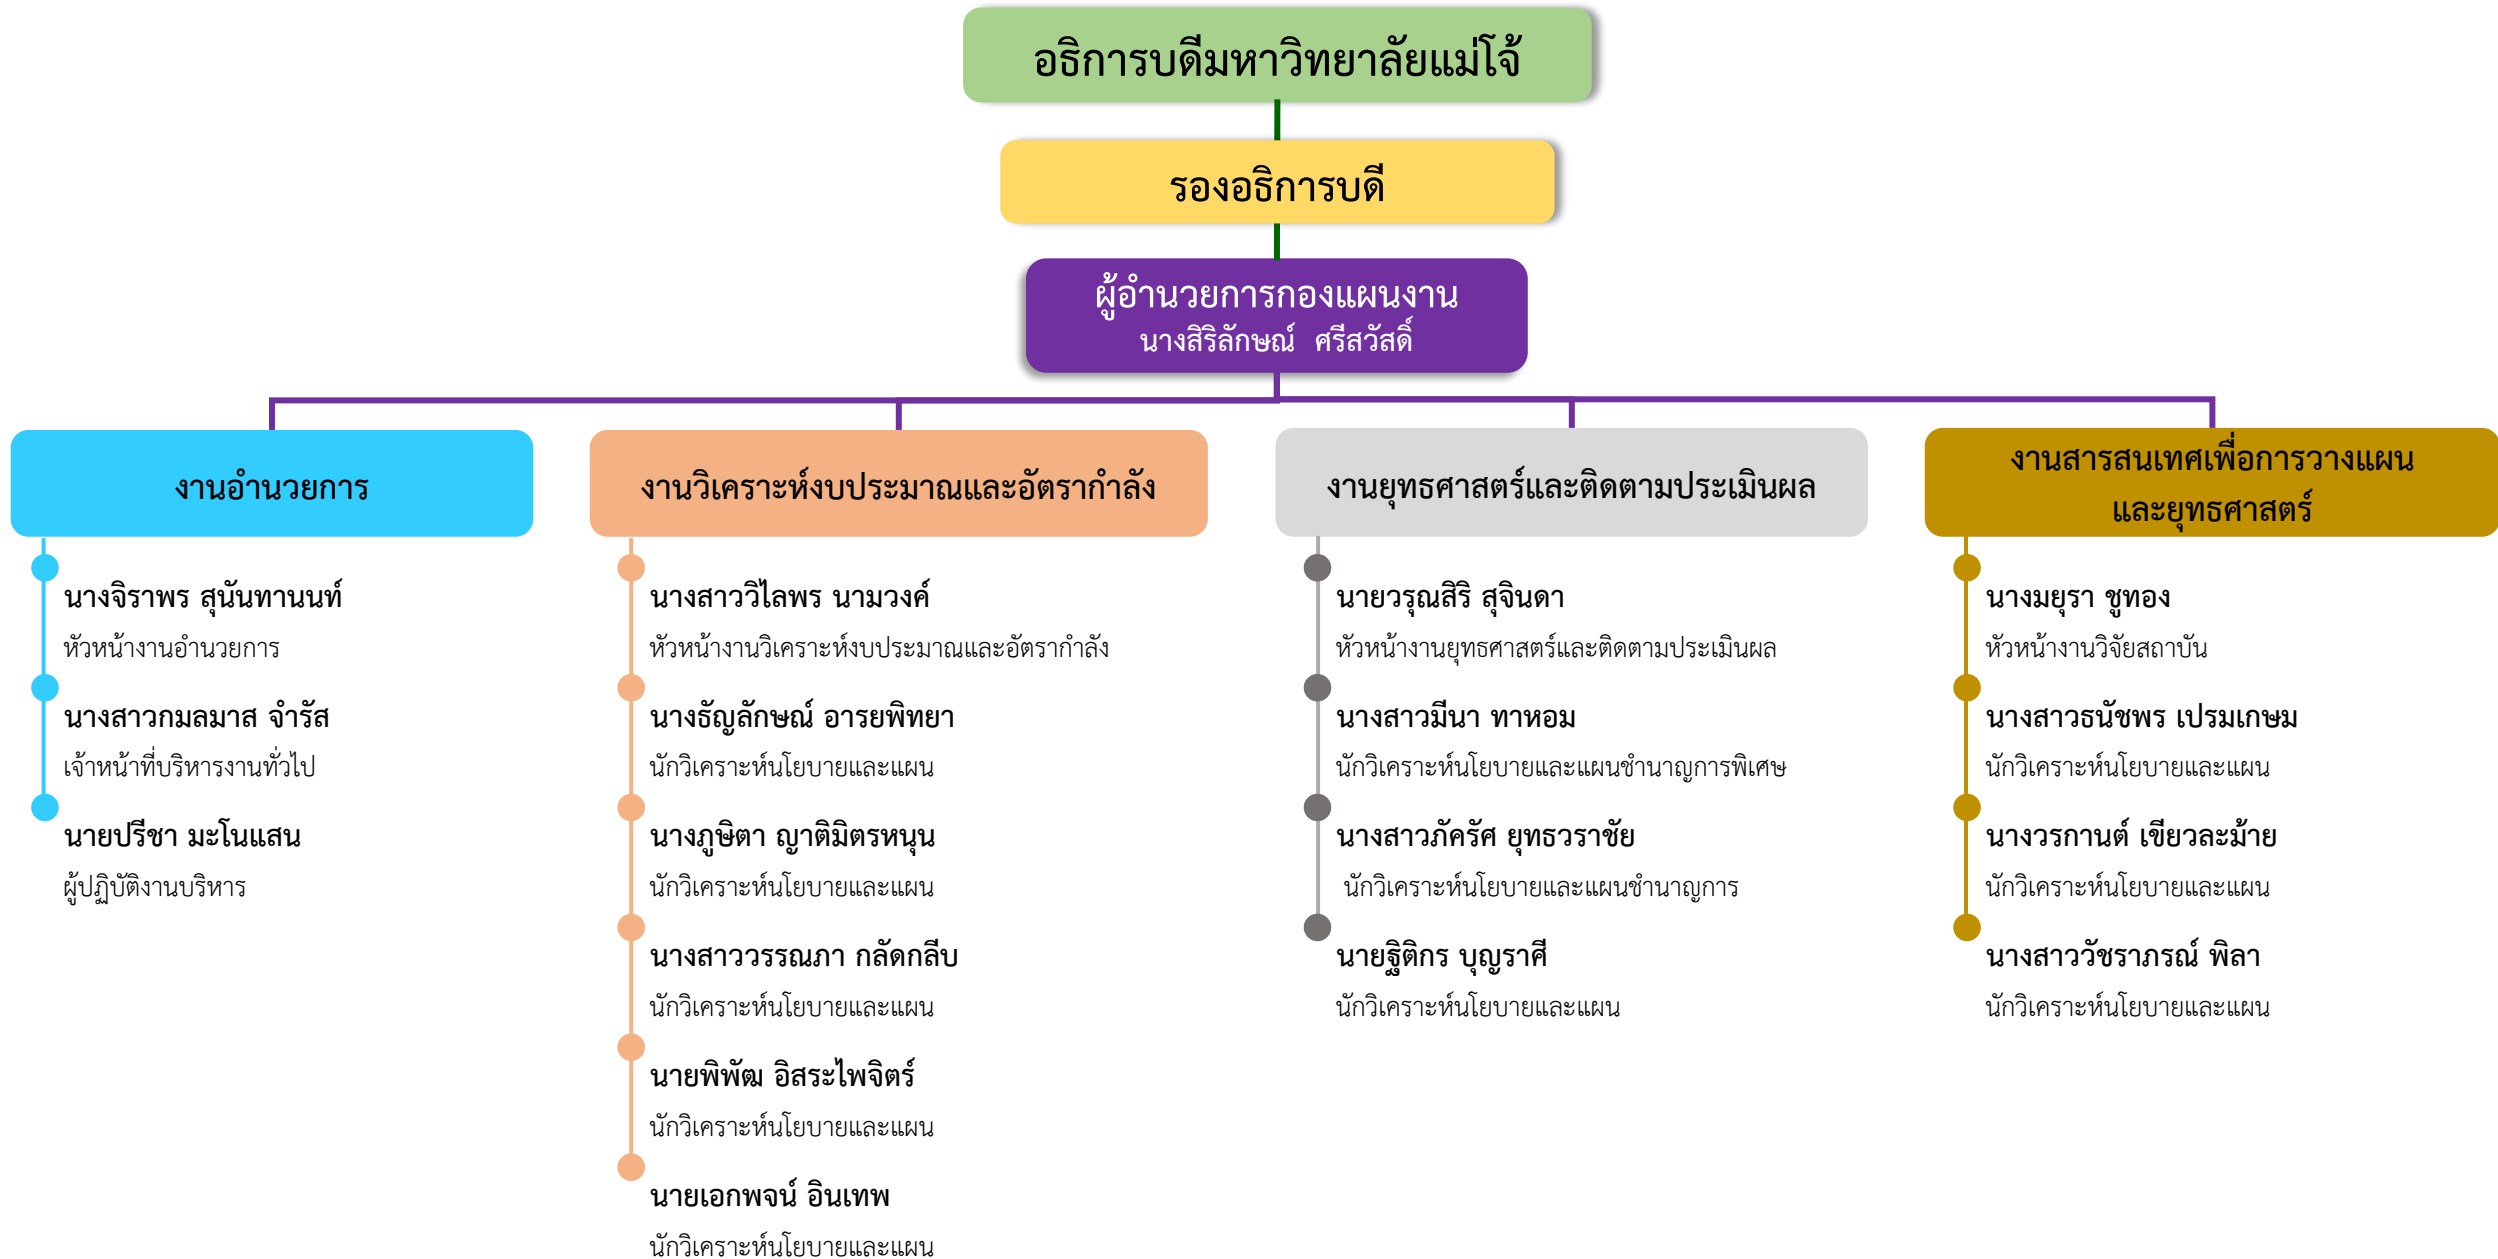 อธิการบดีมหาวิทยาลัยแม่โจ้
รองอธิการบดี
ผู้อำนวยการกองแผนงาน
นางสิริลักษณ์ ศรีสวัสดิ์
งานอำนวยการ
นางจิราพร สุนันทานนท์
หัวหน้างานอำนวยการ
นางสาวกมลมาส จำรัส
เจ้าหน้าที่บริหารงานทั่วไป
นายปรีชา มะโนแสน
ผู้ปฏิบัติงานบริหาร
งานวิเคราะห์งบประมาณและอัตรากำลัง
นางสาววิไลพร นามวงค์
หัวหน้างานวิเคราะห์งบประมาณและอัตรากำลัง
นางธัญลักษณ์ อารยพิทยา
นักวิเคราะห์นโยบายและแผน
นางภูษิตา ญาติมิตรหนุน
นักวิเคราะห์นโยบายและแผน
นางสาววรรณภา กลัดกลีบ
นักวิเคราะห์นโยบายและแผน
นายพิพัฒ อิสระไพจิตร์
นักวิเคราะห์นโยบายและแผน
นายเอกพจน์ อินเทพ
นักวิเคราะห์นโยบายและแผน
งานยุทธศาสตร์และติดตามประเมินผล
นายวรุณสิริ สุจินดา
หัวหน้างานยุทธศาสตร์และติดตามประเมินผล
นางสาวมีนา ทาหอม
นักวิเคราะห์นโยบายและแผนชำนาญการพิเศษ
นางสาวภัครัศ ยุทธวราชัย
นักวิเคราะห์นโยบายและแผนชำนาญการ
นายฐิติกร บุญราศี
นักวิเคราะห์นโยบายและแผน
งานสารสนเทศเพื่อการวางแผน
และยุทธศาสตร์
นางมยุรา ชูทอง
หัวหน้างานวิจัยสถาบัน
นางสาวธนัชพร เปรมเกษม
นักวิเคราะห์นโยบายและแผน
นางวรกานต์ เขียวละม้าย
นักวิเคราะห์นโยบายและแผน
นางสาววัชราภรณ์ พิลา
นักวิเคราะห์นโยบายและแผน